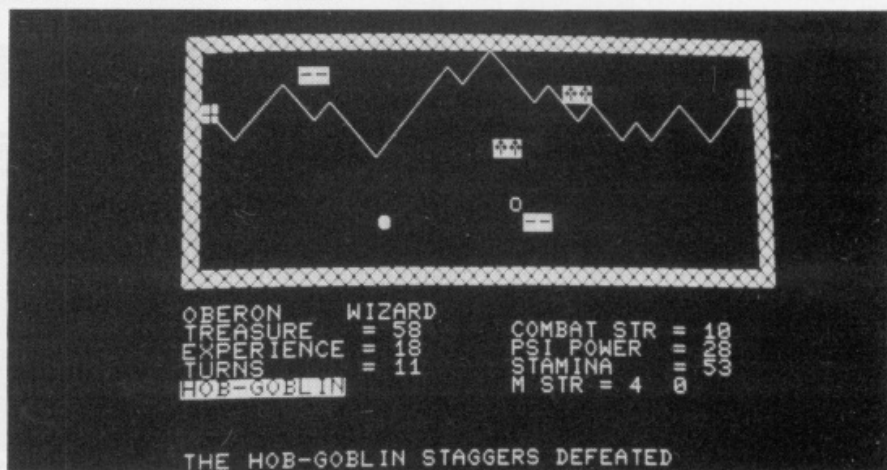 OBERON WIZARD
TREASURE = 58 COMBAT STR = 10
EXPERIENCE = 18 PSI POWER = 28
TURNS = 11 STAMINA = 53
HOB-GOBLIN M STR = 4 0
THE HOB-GOBLIN STAGGERS DEFEATED